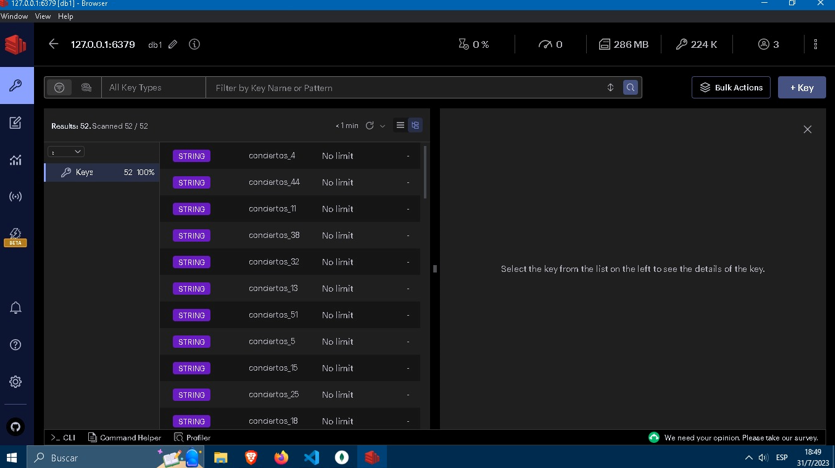 127.0.0.1:6379 [db1] - Browser
Window View Help
127.0.0.1:6379 db1 0 % 0 286 MB 224 K 3
All Key Types Filter by Key Name or Pattern Bulk Actions + Key
Results: 52. Scanned 52 / 52 < 1 min
: Keys 52 100%
STRING conciertos_4 No limit -
STRING conciertos_44 No limit -
STRING conciertos_11 No limit -
STRING conciertos_38 No limit -
STRING conciertos_32 No limit -
STRING conciertos_13 No limit -
STRING conciertos_51 No limit -
STRING conciertos_5 No limit -
STRING conciertos_15 No limit -
STRING conciertos_25 No limit -
STRING conciertos_18 No limit -
Select the key from the list on the left to see the details of the key.
BETA
>_ CLI Command Helper Profiler We need your opinion. Please take our survey.
Buscar ESP 18:49
31/7/2023